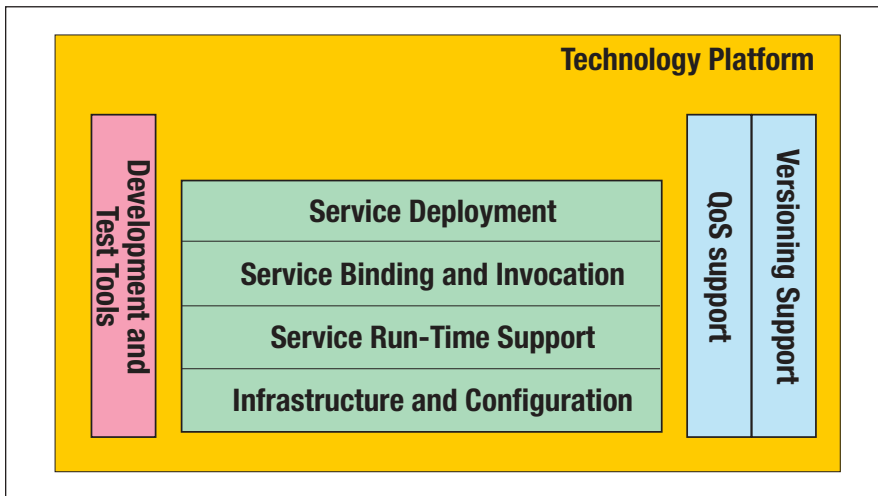 Technology Platform
Development and
Test Tools
Service Deployment
Service Binding and Invocation
Service Run-Time Support
Infrastructure and Configuration
QoS support
Versioning Support